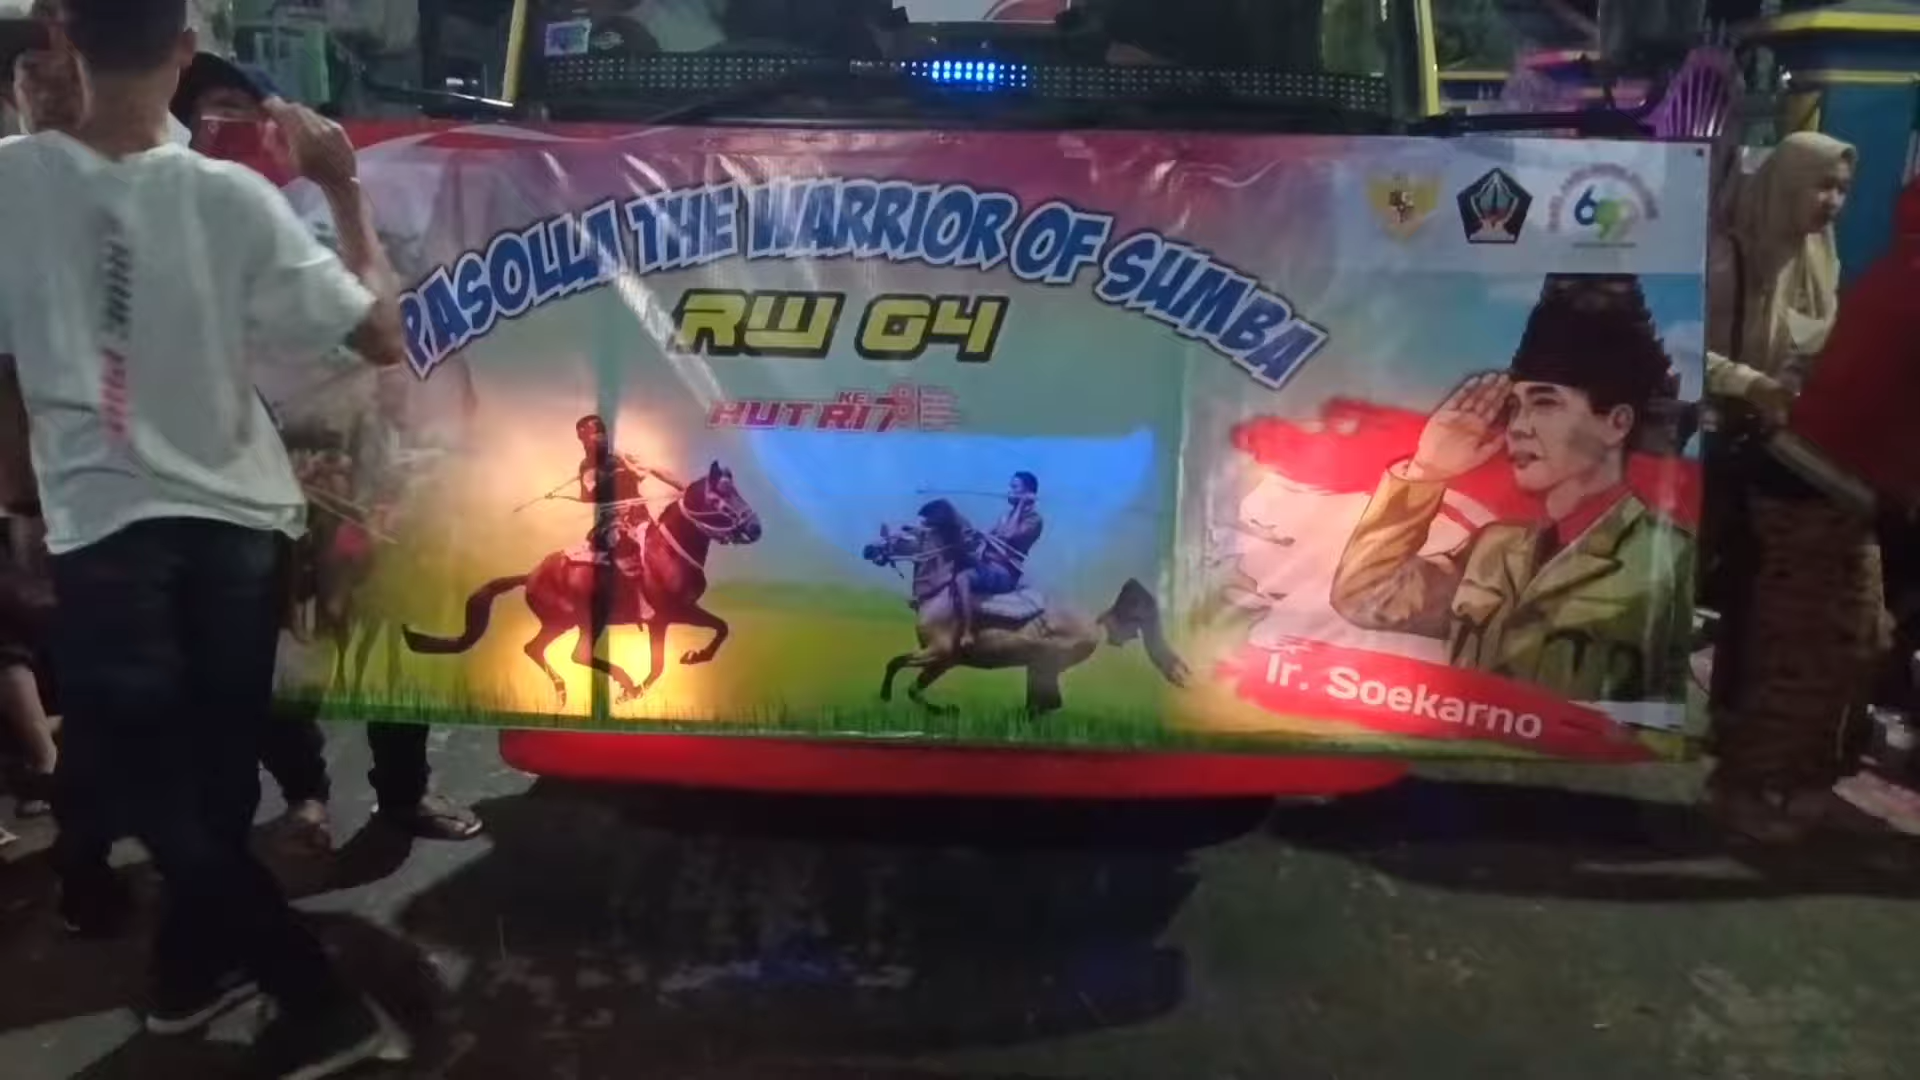 PASOLLA THE WARRIOR OF SUMBA
RW 04
HUT RI KE 78
Ir. Soekarno